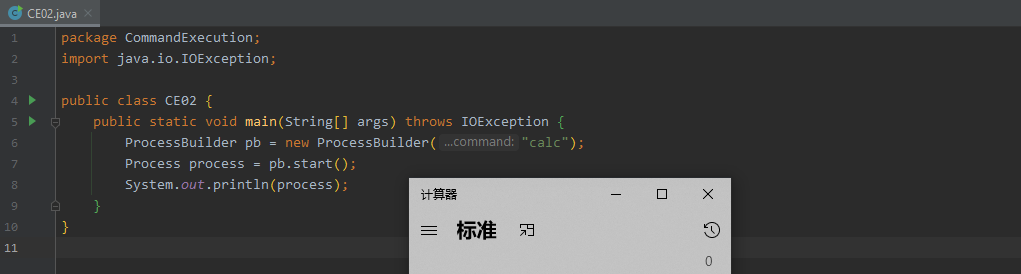 CE02.java
1 package CommandExecution;
2 import java.io.IOException;
3
4 public class CE02 {
5 public static void main(String[] args) throws IOException {
6 ProcessBuilder pb = new ProcessBuilder( ...command: "calc");
7 Process process = pb.start();
8 System.out.println(process);
9 }
10 }
11
计算器
标准
0